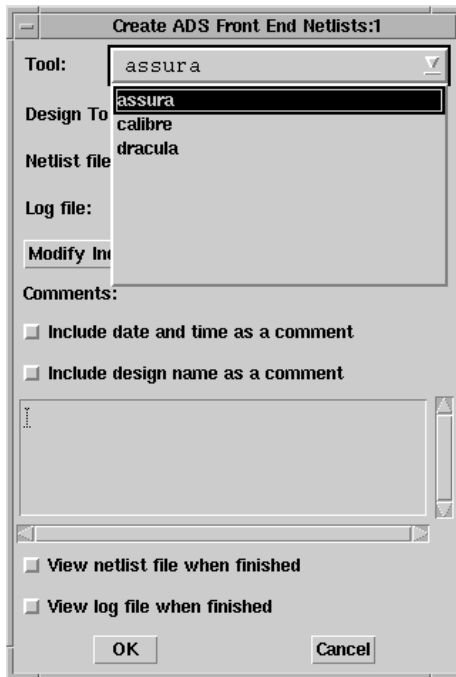 Create ADS Front End Netlists:1
Tool:
assura
assura
calibre
dracula
Design To
Netlist file
Log file:
Modify In
Comments:
Include date and time as a comment
Include design name as a comment
View netlist file when finished
View log file when finished
OK
Cancel